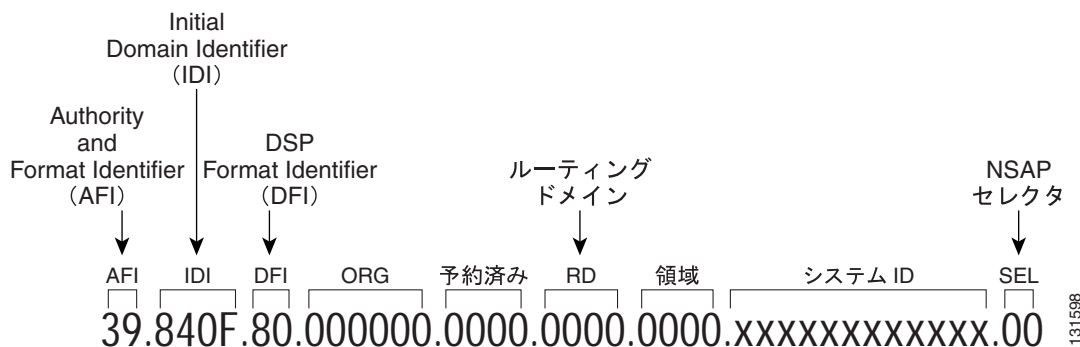 Initial
Domain Identifier
（IDI）
Authority
and
Format Identifier
（AFI）
DSP
Format Identifier
（DFI）
ルーティング
ドメイン
NSAP
セレクタ
AFI IDI DFI ORG 予約済み RD 領域 システム ID SEL
39.840F.80.000000.0000.0000.0000.xxxxxxxxxxxx.00
131598